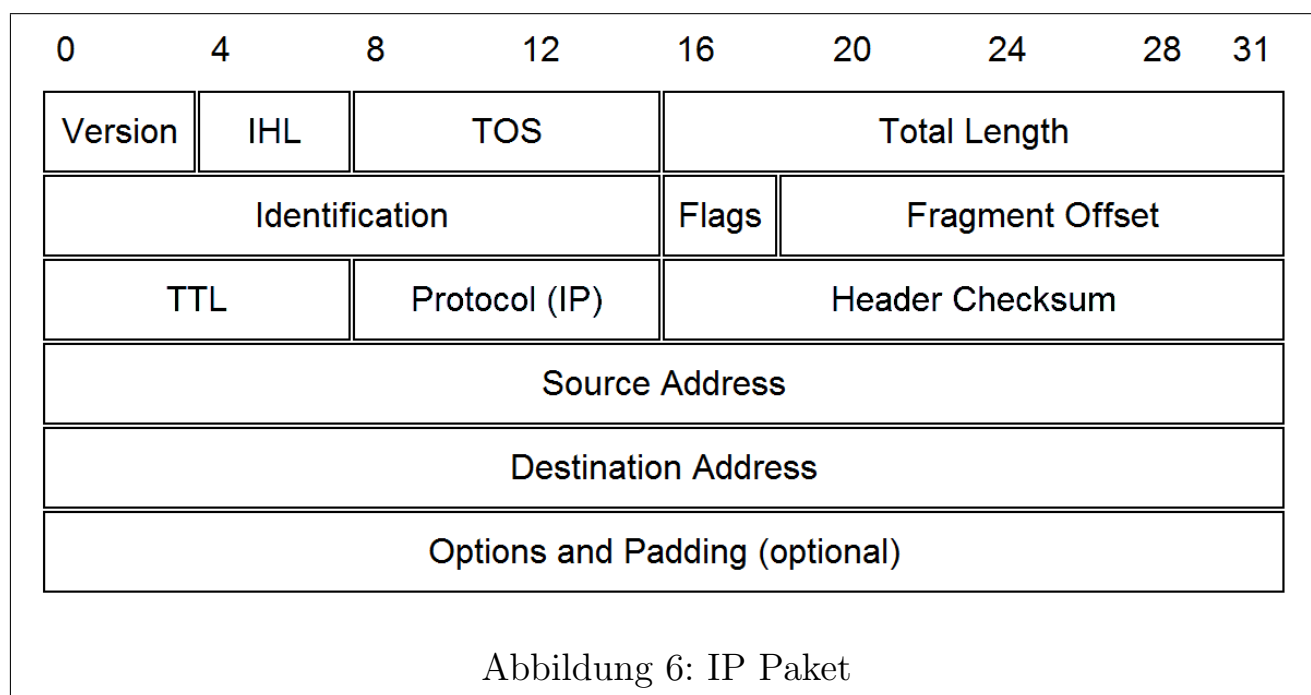 0 4 8 12 16 20 24 28 31
Version IHL TOS Total Length
Identification Flags Fragment Offset
TTL Protocol (IP) Header Checksum
Source Address
Destination Address
Options and Padding (optional)
Abbildung 6: IP Paket